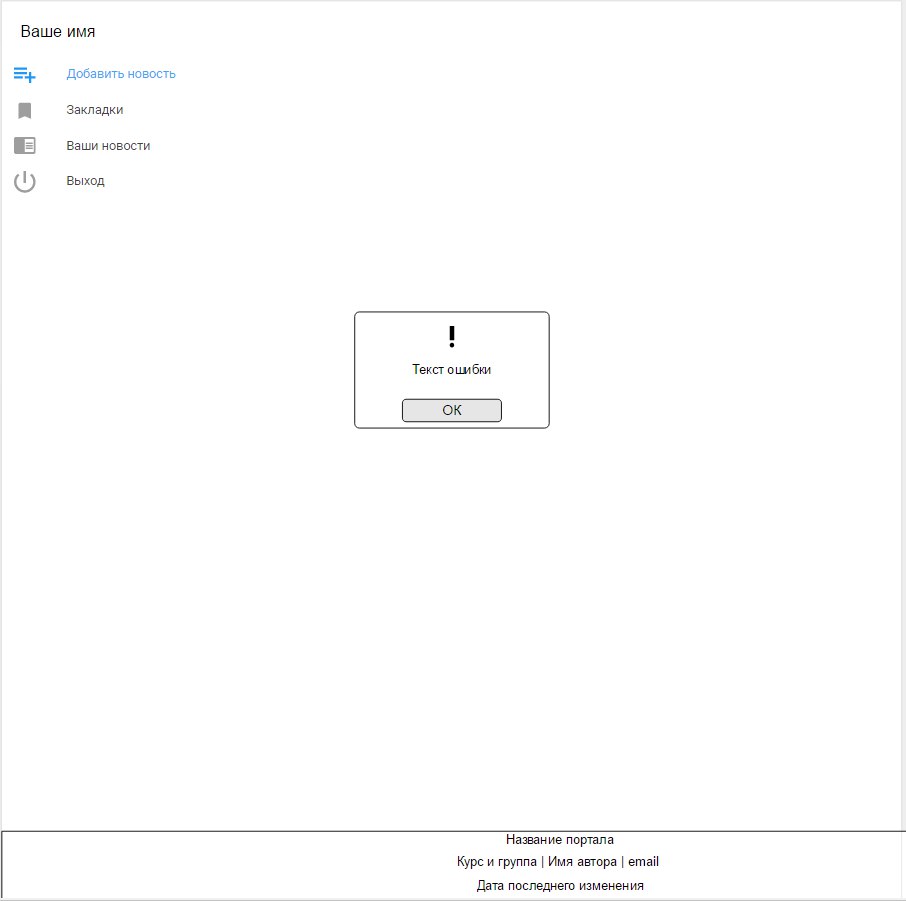 Ваше имя
Добавить новость
Закладки
Ваши новости
Выход
!
Текст ошибки
ОК
Название портала
Курс и группа | Имя автора | email
Дата последнего изменения